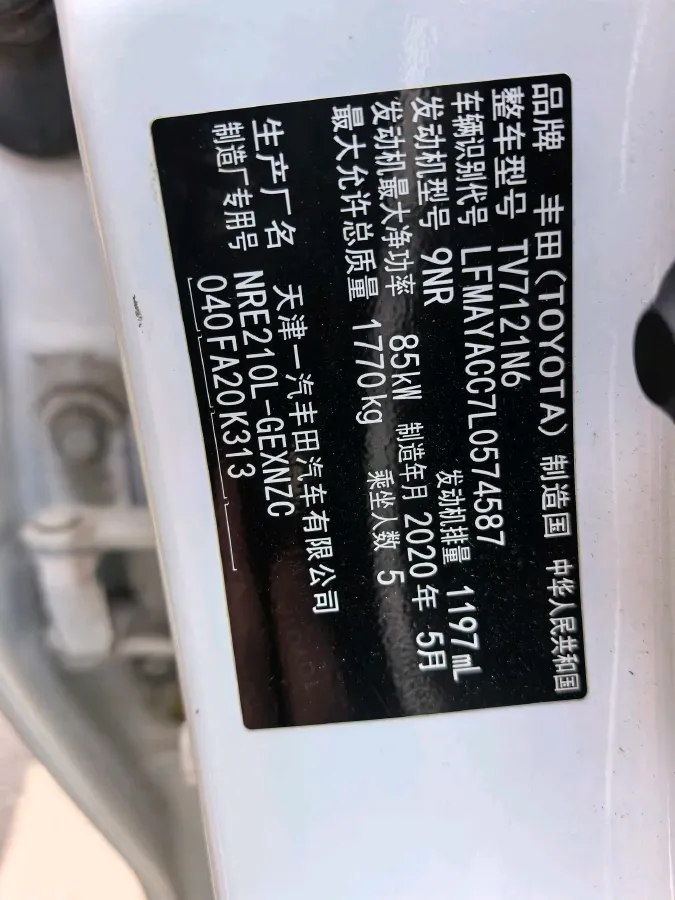 品牌 丰田(TOYOTA) 制造国 中华人民共和国
整车型号 TV7121N6
车辆识别代号 LFMAYACC7L0574587
发动机型号 9NR 发动机排量 1197mL
发动机最大净功率 85kW 制造年月 2020年 5月
最大允许总质量 1770kg 乘坐人数 5
生产厂名 天津一汽丰田汽车有限公司
制造厂专用号 NRE210L-GEXNZC
040FA20K313